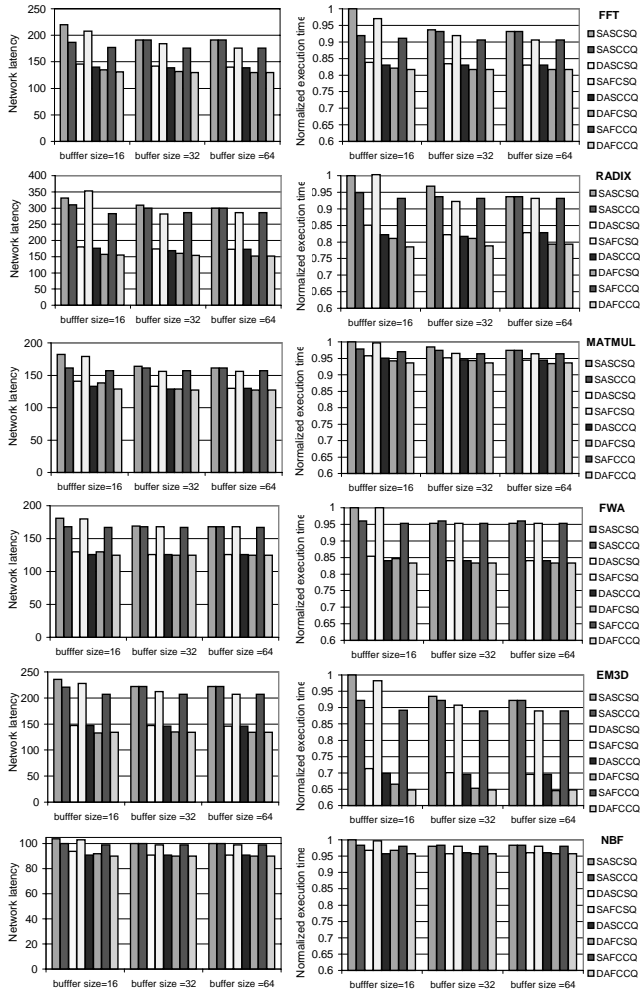 Network latency
250
200
150
100
50
0
bufffer size=16
buffer size =32
buffer size =64
Normalized execution time
1
0.95
0.9
0.85
0.8
0.75
0.7
0.65
0.6
bufffer size=16
buffer size =32
buffer size =64
FFT
SASCSQ
SASCCQ
DASCSQ
SAFCSQ
DASCCQ
DAFCSQ
SAFCCQ
DAFCCQ
Network latency
400
350
300
250
200
150
100
50
0
bufffer size=16
buffer size =32
buffer size =64
Normalized execution time
1
0.95
0.9
0.85
0.8
0.75
0.7
0.65
0.6
bufffer size=16
buffer size =32
buffer size =64
RADIX
SASCSQ
SASCCQ
DASCSQ
SAFCSQ
DASCCQ
DAFCSQ
SAFCCQ
DAFCCQ
Network latency
200
150
100
50
0
bufffer size=16
buffer size =32
buffer size =64
Normalized execution time
1
0.95
0.9
0.85
0.8
0.75
0.7
0.65
0.6
bufffer size=16
buffer size =32
buffer size =64
MATMUL
SASCSQ
SASCCQ
DASCSQ
SAFCSQ
DASCCQ
DAFCSQ
SAFCCQ
DAFCCQ
Network latency
200
150
100
50
0
bufffer size=16
buffer size =32
buffer size =64
Normalized execution time
1
0.95
0.9
0.85
0.8
0.75
0.7
0.65
0.6
bufffer size=16
buffer size =32
buffer size =64
FWA
SASCSQ
SASCCQ
DASCSQ
SAFCSQ
DASCCQ
DAFCSQ
SAFCCQ
DAFCCQ
Network latency
250
200
150
100
50
0
bufffer size=16
buffer size =32
buffer size =64
Normalized execution time
1
0.95
0.9
0.85
0.8
0.75
0.7
0.65
0.6
bufffer size=16
buffer size =32
buffer size =64
EM3D
SASCSQ
SASCCQ
DASCSQ
SAFCSQ
DASCCQ
DAFCSQ
SAFCCQ
DAFCCQ
Network latency
100
80
60
40
20
0
bufffer size=16
buffer size =32
buffer size =64
Normalized execution time
1
0.95
0.9
0.85
0.8
0.75
0.7
0.65
0.6
bufffer size=16
buffer size =32
buffer size =64
NBF
SASCSQ
SASCCQ
DASCSQ
SAFCSQ
DASCCQ
DAFCSQ
SAFCCQ
DAFCCQ